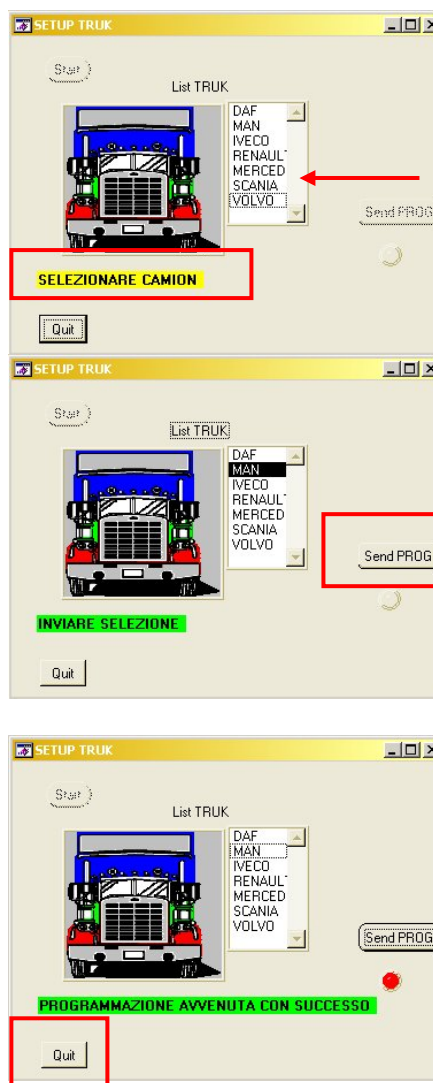 SETUP TRUK
Start
List TRUK
DAF
MAN
IVECO
RENAULT
MERCED
SCANIA
VOLVO
Send PROG
SELEZIONARE CAMION
Quit
SETUP TRUK
Start
List TRUK
DAF
MAN
IVECO
RENAULT
MERCED
SCANIA
VOLVO
Send PROG
INVIARE SELEZIONE
Quit
SETUP TRUK
Start
List TRUK
DAF
MAN
IVECO
RENAULT
MERCED
SCANIA
VOLVO
Send PROG
PROGRAMMAZIONE AVVENUTA CON SUCCESSO
Quit